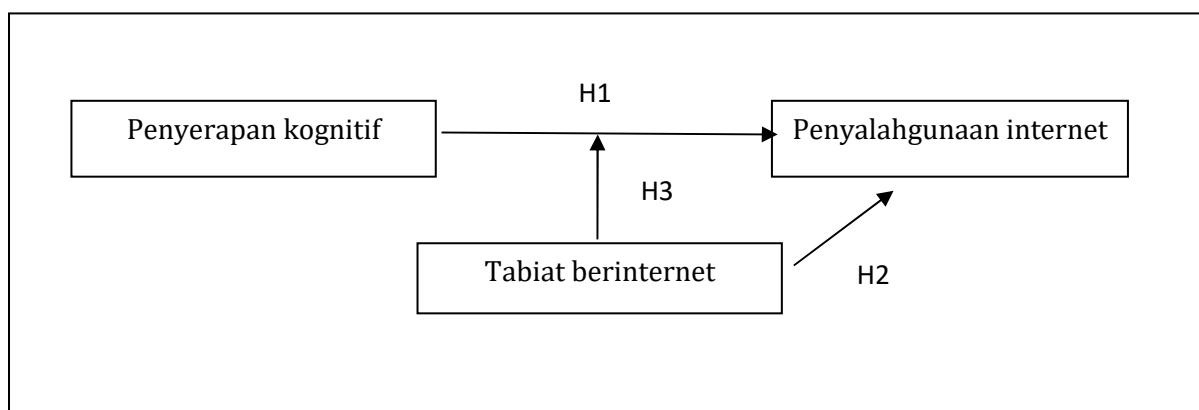 H1
Penyerapan kognitif
Penyalahgunaan internet
H3
Tabiat berinternet
H2